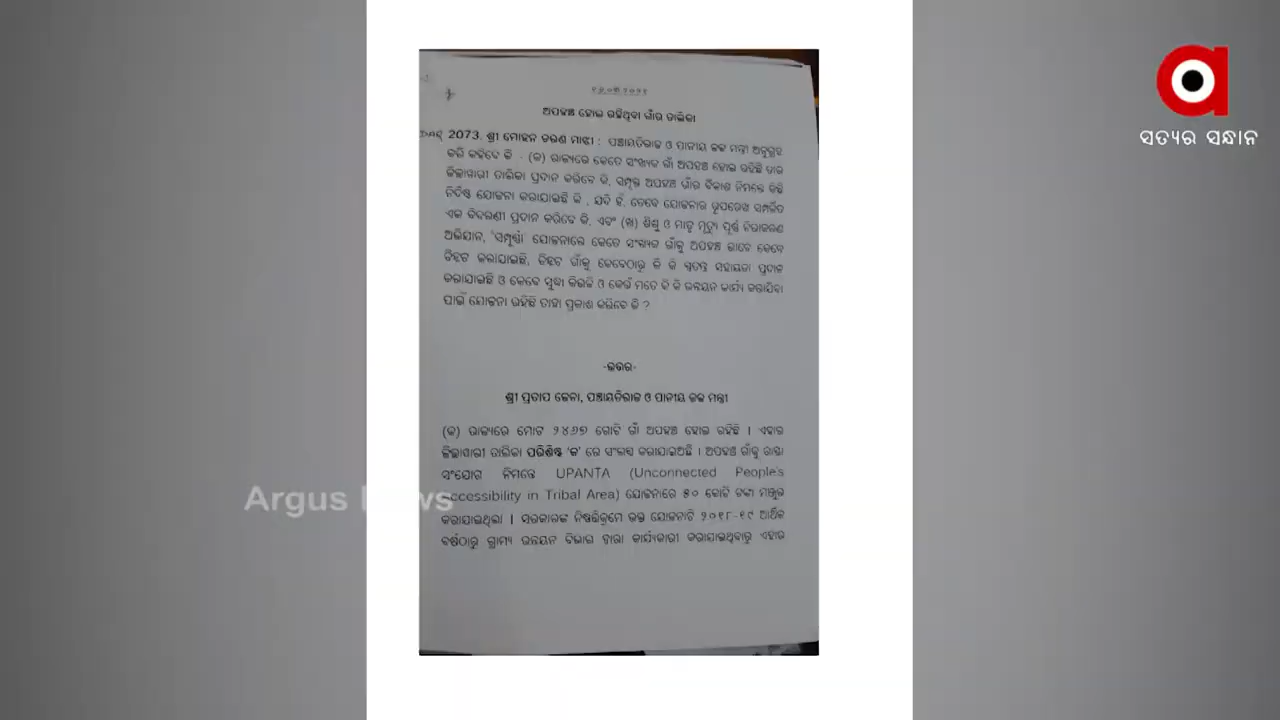 ସତ୍ୟର ସନ୍ଧାନ
୧୬.୦୩.୨୦୨୧
ଅପହଞ୍ଚ ହୋଇ ରହିଥିବା ଗାଁର ତାଲିକା
2073. ଶ୍ରୀ ମୋହନ ଚରଣ ମାଝୀ : ପଞ୍ଚାୟତିରାଜ ଓ ପାନୀୟ ଜଳ ମନ୍ତ୍ରୀ ଅନୁଗ୍ରହ
କରି କହିବେ କି - (କ) ରାଜ୍ୟରେ କେତେ ସଂଖ୍ୟକ ଗାଁ ଅପହଞ୍ଚ ହୋଇ ରହିଛି ତାର
ଜିଲ୍ଲାୱାରୀ ତାଲିକା ପ୍ରଦାନ କରିବେ କି, ସମ୍ପୃକ୍ତ ଅପହଞ୍ଚ ଗାଁର ବିକାଶ ନିମନ୍ତେ କିଛି
ନିର୍ଦ୍ଦିଷ୍ଟ ଯୋଜନା କରାଯାଇଛି କି, ଯଦି ହଁ, ତେବେ ଯୋଜନାର ରୂପରେଖ ସମ୍ପର୍କିତ
ଏକ ବିବରଣୀ ପ୍ରଦାନ କରିବେ କି, ଏବଂ (ଖ) ଶିଶୁ ଓ ମାତୃ ମୃତ୍ୟୁ ପୂର୍ଣ୍ଣ ନିରାକରଣ
ଅଭିଯାନ, 'ସମ୍ପୂର୍ଣ୍ଣା' ଯୋଜନାରେ କେତେ ସଂଖ୍ୟକ ଗାଁକୁ ଅପହଞ୍ଚ ଭାବେ କେବେ
ଚିହ୍ନଟ କରାଯାଇଛି, ଚିହ୍ନଟ ଗାଁକୁ କେବେଠାରୁ କି କି ସ୍ୱତନ୍ତ୍ର ସହାୟତା ପ୍ରଦାନ
କରାଯାଇଛି ଓ କେବେ ସୁଦ୍ଧା କିଭଳି ଓ କେଉଁ ମତେ କି କି ଉନ୍ନୟନ କାର୍ଯ୍ୟ କରାଯିବା
ପାଇଁ ଯୋଜନା ରହିଛି ତାହା ପ୍ରକାଶ କରିବେ କି ?
-ଉତ୍ତର-
ଶ୍ରୀ ପ୍ରତାପ ଜେନା, ପଞ୍ଚାୟତିରାଜ ଓ ପାନୀୟ ଜଳ ମନ୍ତ୍ରୀ
(କ) ରାଜ୍ୟରେ ମୋଟ ୨୪୬୭ ଗୋଟି ଗାଁ ଅପହଞ୍ଚ ହୋଇ ରହିଛି । ଏହାର
ଜିଲ୍ଲାୱାରୀ ତାଲିକା ପରିଶିଷ୍ଟ 'କ' ରେ ସଂଲଗ୍ନ କରାଯାଇଅଛି । ଅପହଞ୍ଚ ଗାଁକୁ ରାସ୍ତା
ସଂଯୋଗ ନିମନ୍ତେ UPANTA (Unconnected People's
Accessibility in Tribal Area) ଯୋଜନାରେ ୫୦ କୋଟି ଟଙ୍କା ମଞ୍ଜୁର
କରାଯାଇଥିଲା । ସରକାରଙ୍କ ନିଷ୍ପତ୍ତିକ୍ରମେ ଉକ୍ତ ଯୋଜନାଟି ୨୦୧୮-୧୯ ଆର୍ଥିକ
ବର୍ଷଠାରୁ ଗ୍ରାମ୍ୟ ଉନ୍ନୟନ ବିଭାଗ ଦ୍ୱାରା କାର୍ଯ୍ୟକାରୀ କରାଯାଇଥିବାରୁ ଏହାର
Argus News